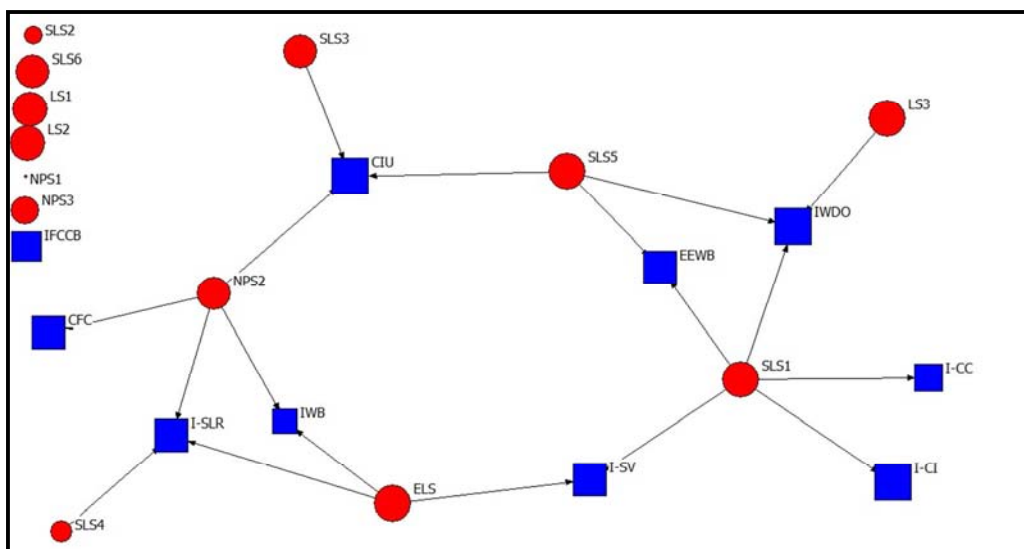 SLS2
SLS6
LS1
LS2
NPS1
NPS3
IFCCB
SLS3
CIU
SLS5
LS3
IWDO
EEWB
NPS2
CFC
SLS1
I-CC
I-SLR
IWB
I-SV
I-CI
ELS
SLS4